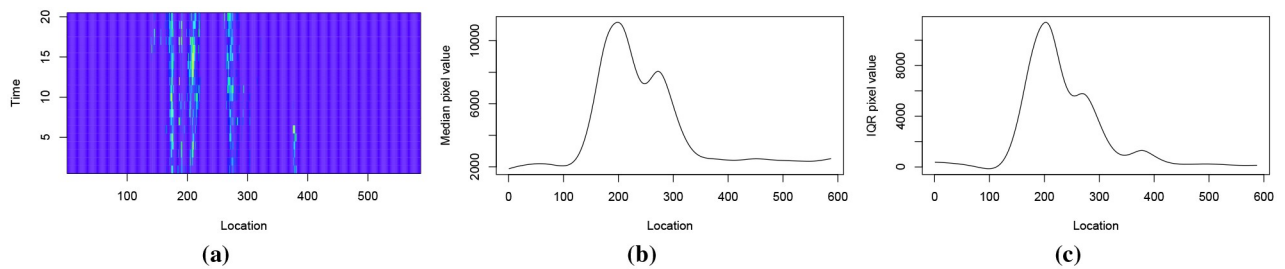 20
15
10
5
Time
100 200 300 400 500
Location
(a)
10000
6000
2000
Median pixel value
0 100 200 300 400 500 600
Location
(b)
8000
4000
0
IQR pixel value
0 100 200 300 400 500 600
Location
(c)